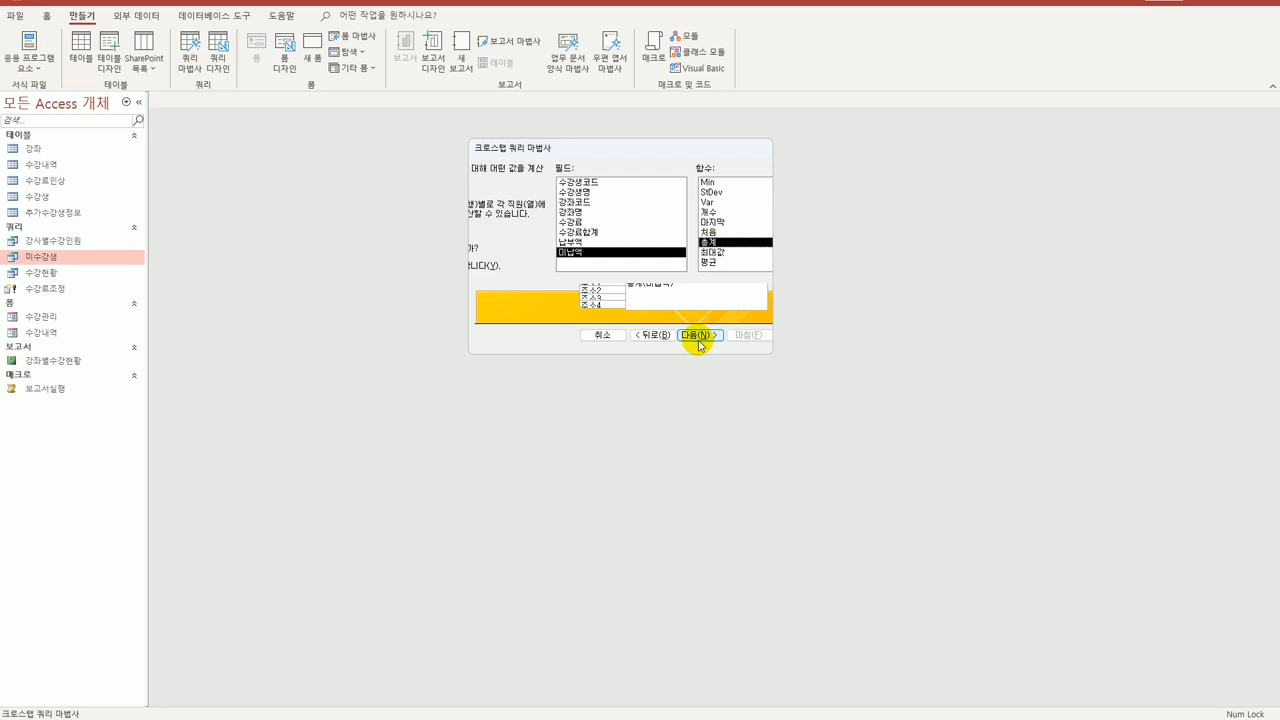 파일 홈 만들기 외부 데이터 데이터베이스 도구 도움말 어떤 작업을 원하시나요?
응용 프로그램 요소
서식 파일
테이블
테이블 디자인
SharePoint 목록
테이블
쿼리 마법사
쿼리 디자인
쿼리
폼
폼 디자인
새 폼
폼 마법사
탐색
기타 폼
폼
보고서
보고서 디자인
새 보고서
보고서 마법사
레이블
업무 문서 양식 마법사
우편 엽서 마법사
보고서
매크로
모듈
클래스 모듈
Visual Basic
매크로 및 코드
모든 Access 개체
검색...
테이블
강좌
수강내역
수강료인상
수강생
추가수강생정보
쿼리
강사별수강인원
미수강생
수강현황
수강료조정
폼
수강관리
수강내역
보고서
강좌별수강현황
매크로
보고서실행
크로스탭 쿼리 마법사
대해 어떤 값을 계산
별로 각 직원(열)에
산할 수 있습니다.
까?
니다(Y).
필드:
수강생코드
수강생명
강좌코드
강좌명
수강료
수강료합계
납부액
미납액
함수:
Min
StDev
Var
개수
마지막
처음
총계
최대값
평균
주소2
주소3
주소4
총계(미납액)
취소
< 뒤로(B)
다음(N) >
마침(F)
크로스탭 쿼리 마법사
Num Lock